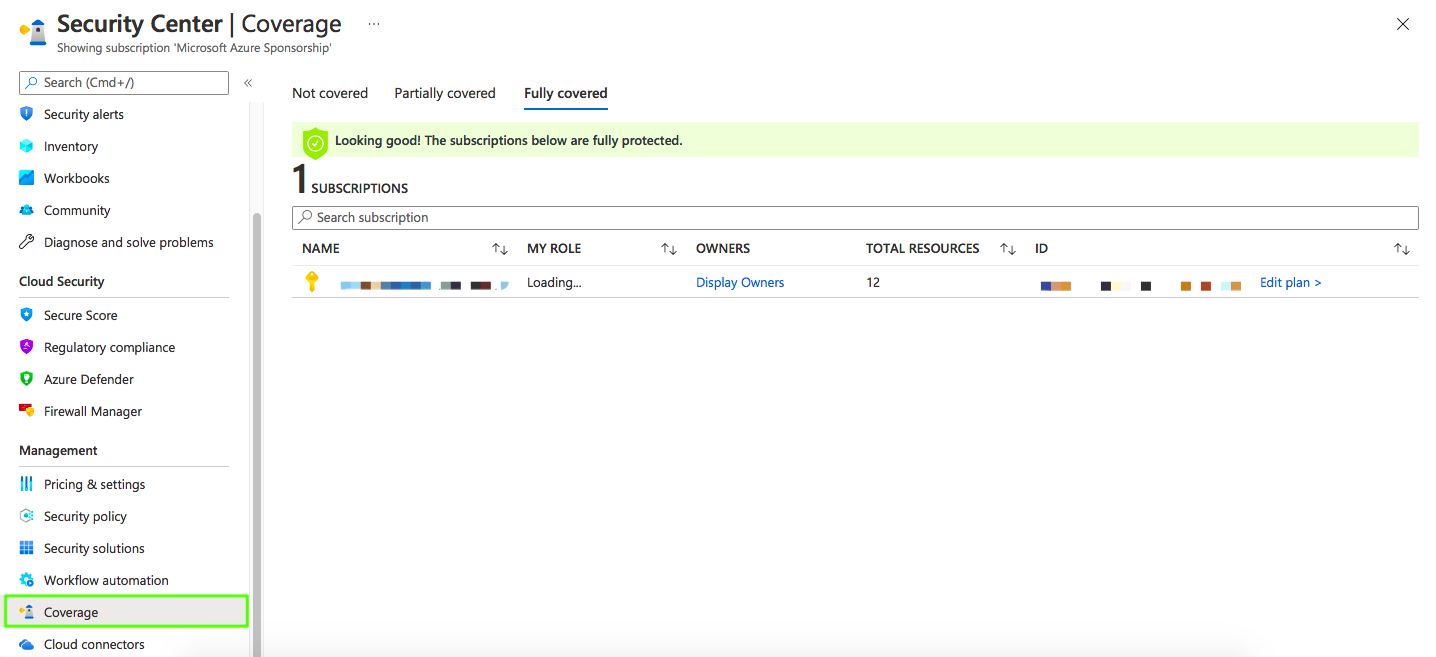 Security Center | Coverage ...
Showing subscription 'Microsoft Azure Sponsorship'
Search (Cmd+/)
«
Security alerts
Inventory
Workbooks
Community
Diagnose and solve problems
Cloud Security
Secure Score
Regulatory compliance
Azure Defender
Firewall Manager
Management
Pricing & settings
Security policy
Security solutions
Workflow automation
Coverage
Cloud connectors
Not covered Partially covered Fully covered
Looking good! The subscriptions below are fully protected.
1 SUBSCRIPTIONS
Search subscription
NAME MY ROLE OWNERS TOTAL RESOURCES ID
Loading... Display Owners 12 Edit plan >